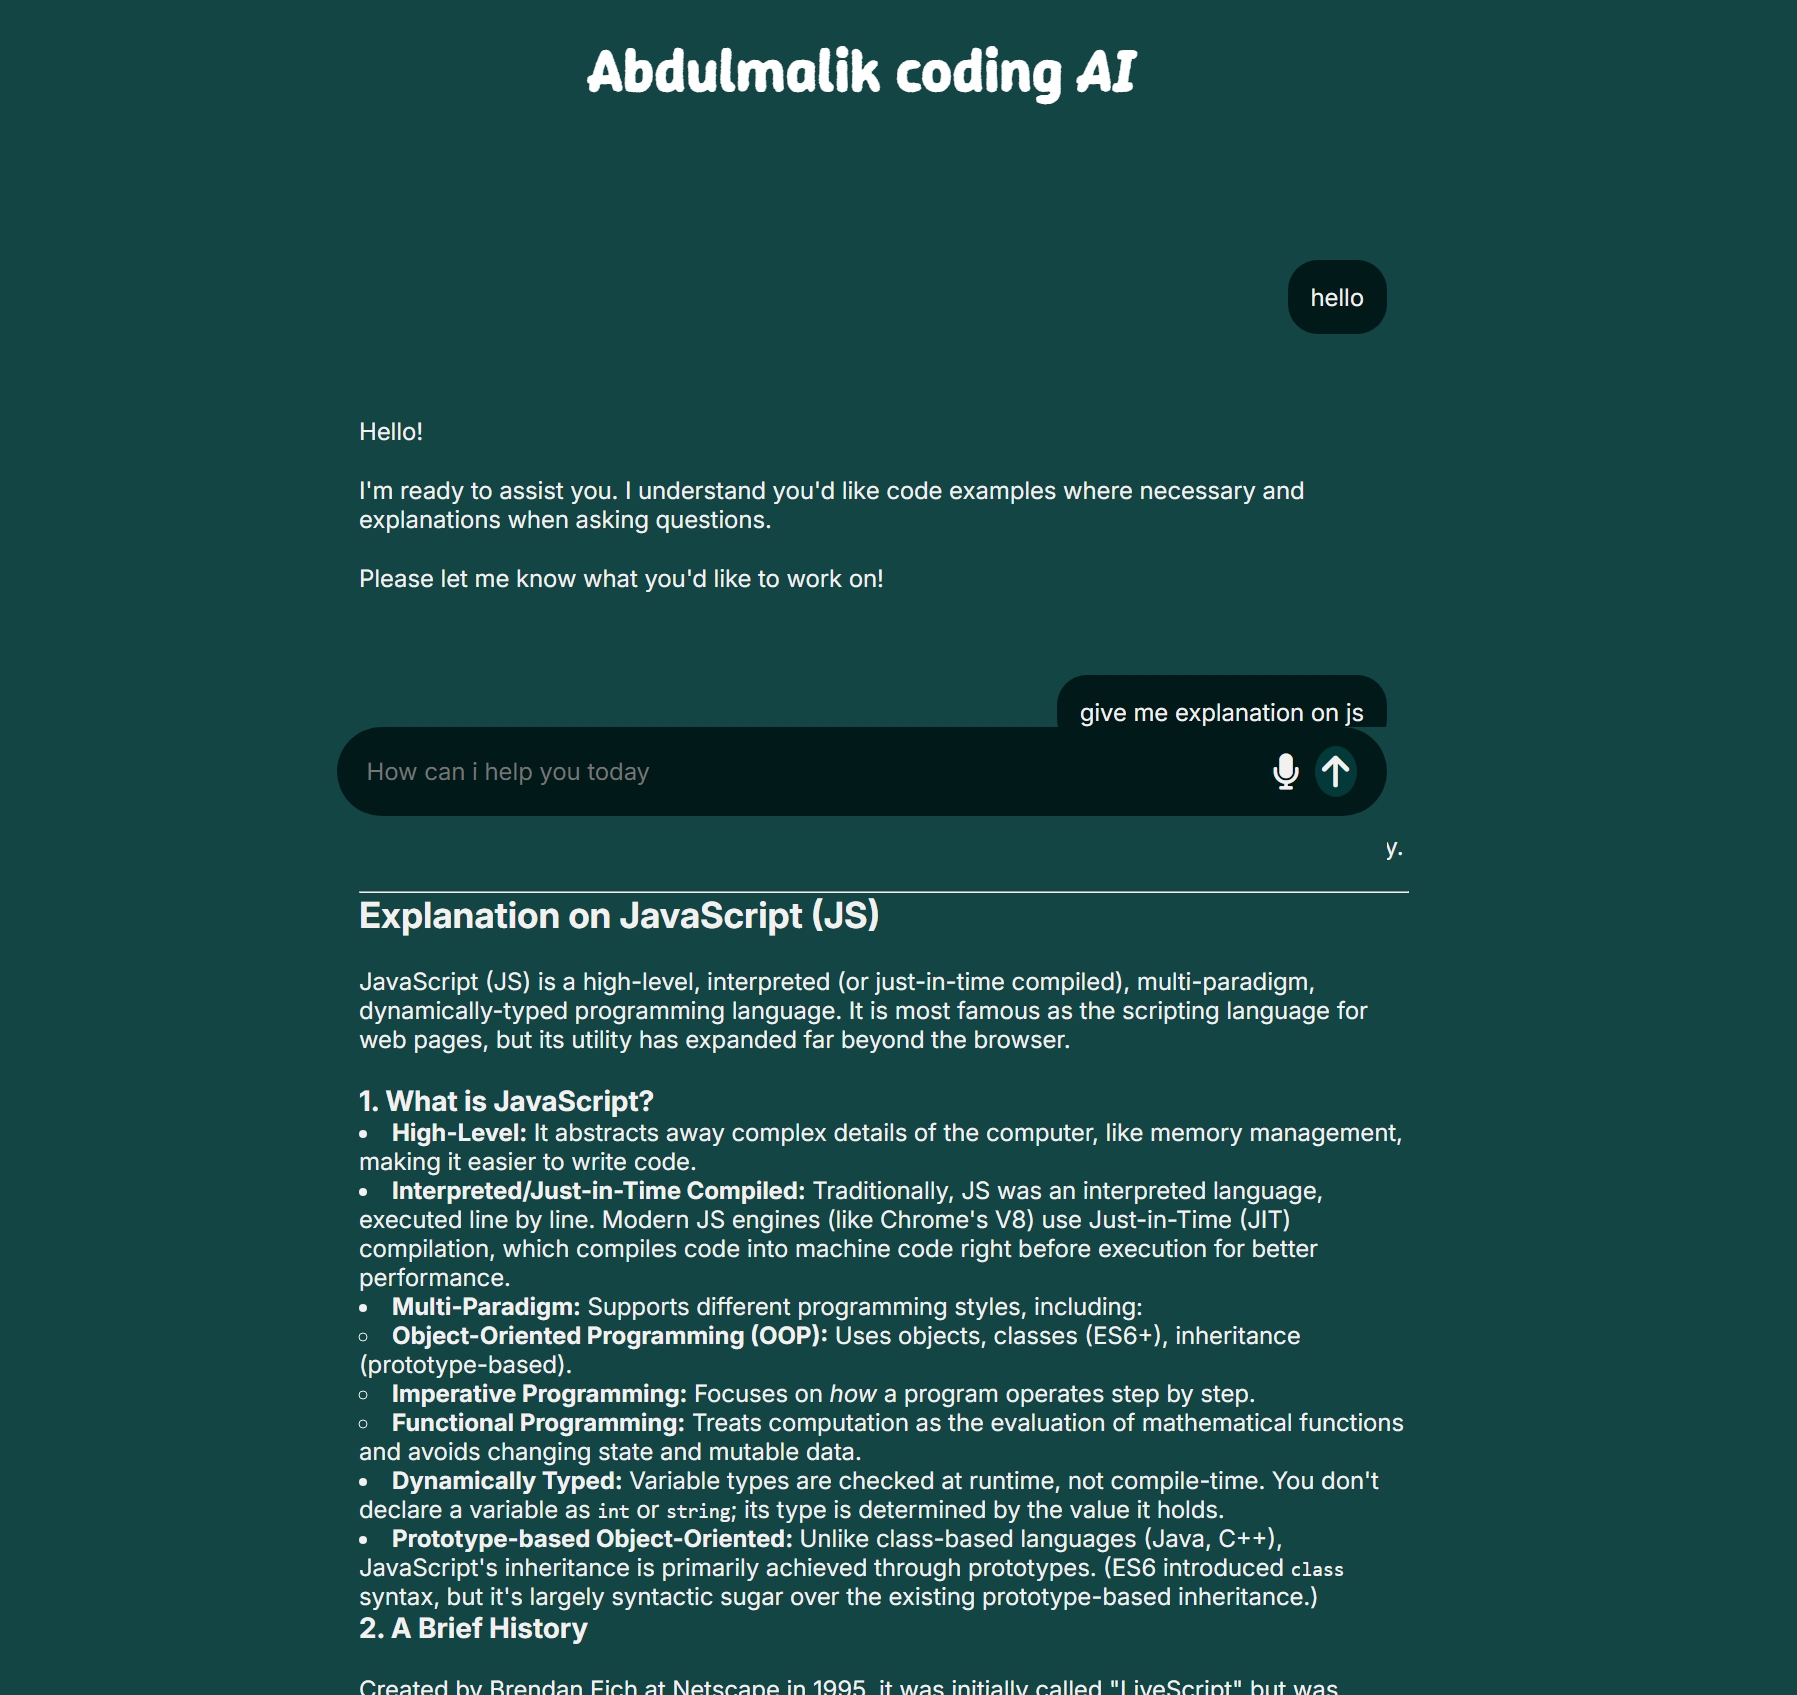 Abdulmalik coding AI
hello
Hello!
I'm ready to assist you. I understand you'd like code examples where necessary and
explanations when asking questions.
Please let me know what you'd like to work on!
give me explanation on js
How can i help you today
y.
Explanation on JavaScript (JS)
JavaScript (JS) is a high-level, interpreted (or just-in-time compiled), multi-paradigm,
dynamically-typed programming language. It is most famous as the scripting language for
web pages, but its utility has expanded far beyond the browser.
1. What is JavaScript?
• High-Level: It abstracts away complex details of the computer, like memory management,
making it easier to write code.
• Interpreted/Just-in-Time Compiled: Traditionally, JS was an interpreted language,
executed line by line. Modern JS engines (like Chrome's V8) use Just-in-Time (JIT)
compilation, which compiles code into machine code right before execution for better
performance.
• Multi-Paradigm: Supports different programming styles, including:
○ Object-Oriented Programming (OOP): Uses objects, classes (ES6+), inheritance
(prototype-based).
○ Imperative Programming: Focuses on how a program operates step by step.
○ Functional Programming: Treats computation as the evaluation of mathematical functions
and avoids changing state and mutable data.
• Dynamically Typed: Variable types are checked at runtime, not compile-time. You don't
declare a variable as int or string; its type is determined by the value it holds.
• Prototype-based Object-Oriented: Unlike class-based languages (Java, C++),
JavaScript's inheritance is primarily achieved through prototypes. (ES6 introduced class
syntax, but it's largely syntactic sugar over the existing prototype-based inheritance.)
2. A Brief History
Created by Brendan Eich at Netscape in 1995, it was initially called "LiveScript" but was